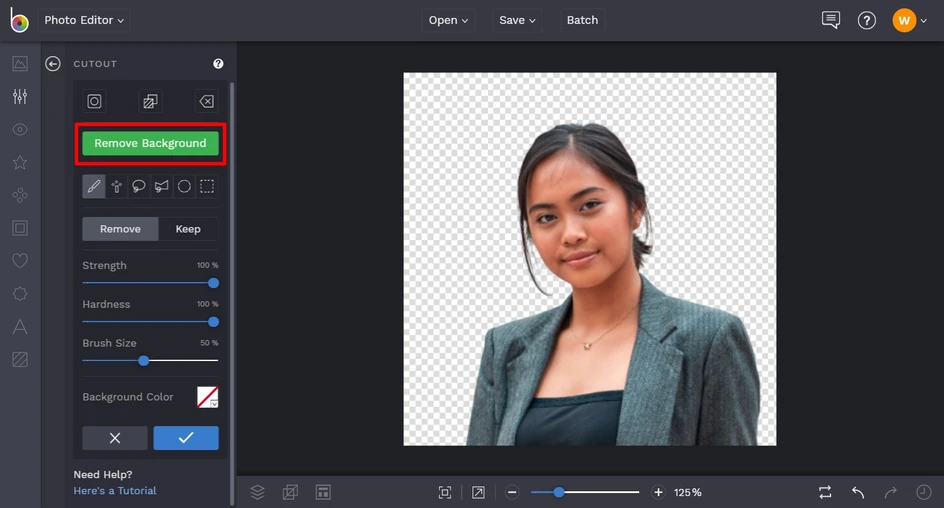 Photo Editor
Open
Save
Batch
W
CUTOUT
?
Remove Background
Remove
Keep
Strength
100 %
Hardness
100 %
Brush Size
50 %
Background Color
Need Help?
Here's a Tutorial
125%